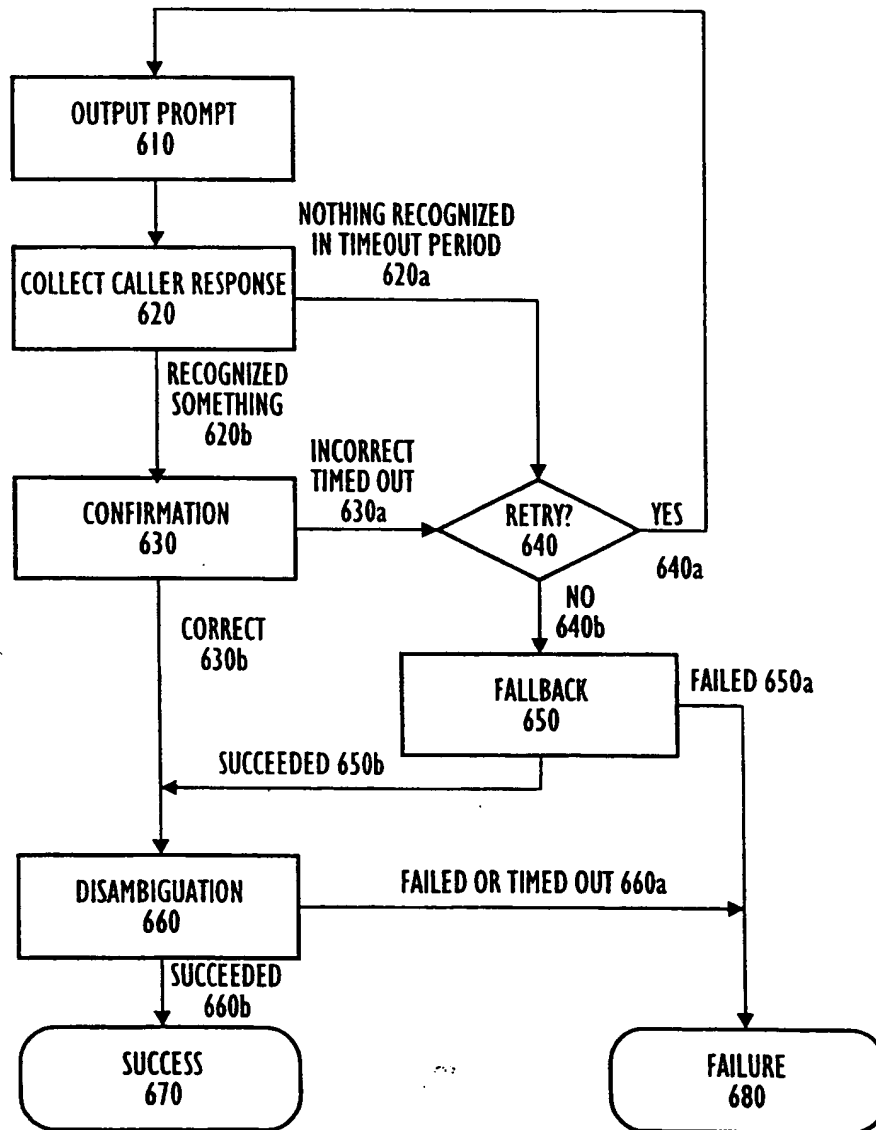 OUTPUT PROMPT
610
NOTHING RECOGNIZED
IN TIMEOUT PERIOD
620a
COLLECT CALLER RESPONSE
620
RECOGNIZED
SOMETHING
620b
INCORRECT
TIMED OUT
630a
CONFIRMATION
630
RETRY?
640
YES
640a
NO
640b
CORRECT
630b
FALLBACK
650
FAILED 650a
SUCCEEDED 650b
DISAMBIGUATION
660
FAILED OR TIMED OUT 660a
SUCCEEDED
660b
SUCCESS
670
FAILURE
680